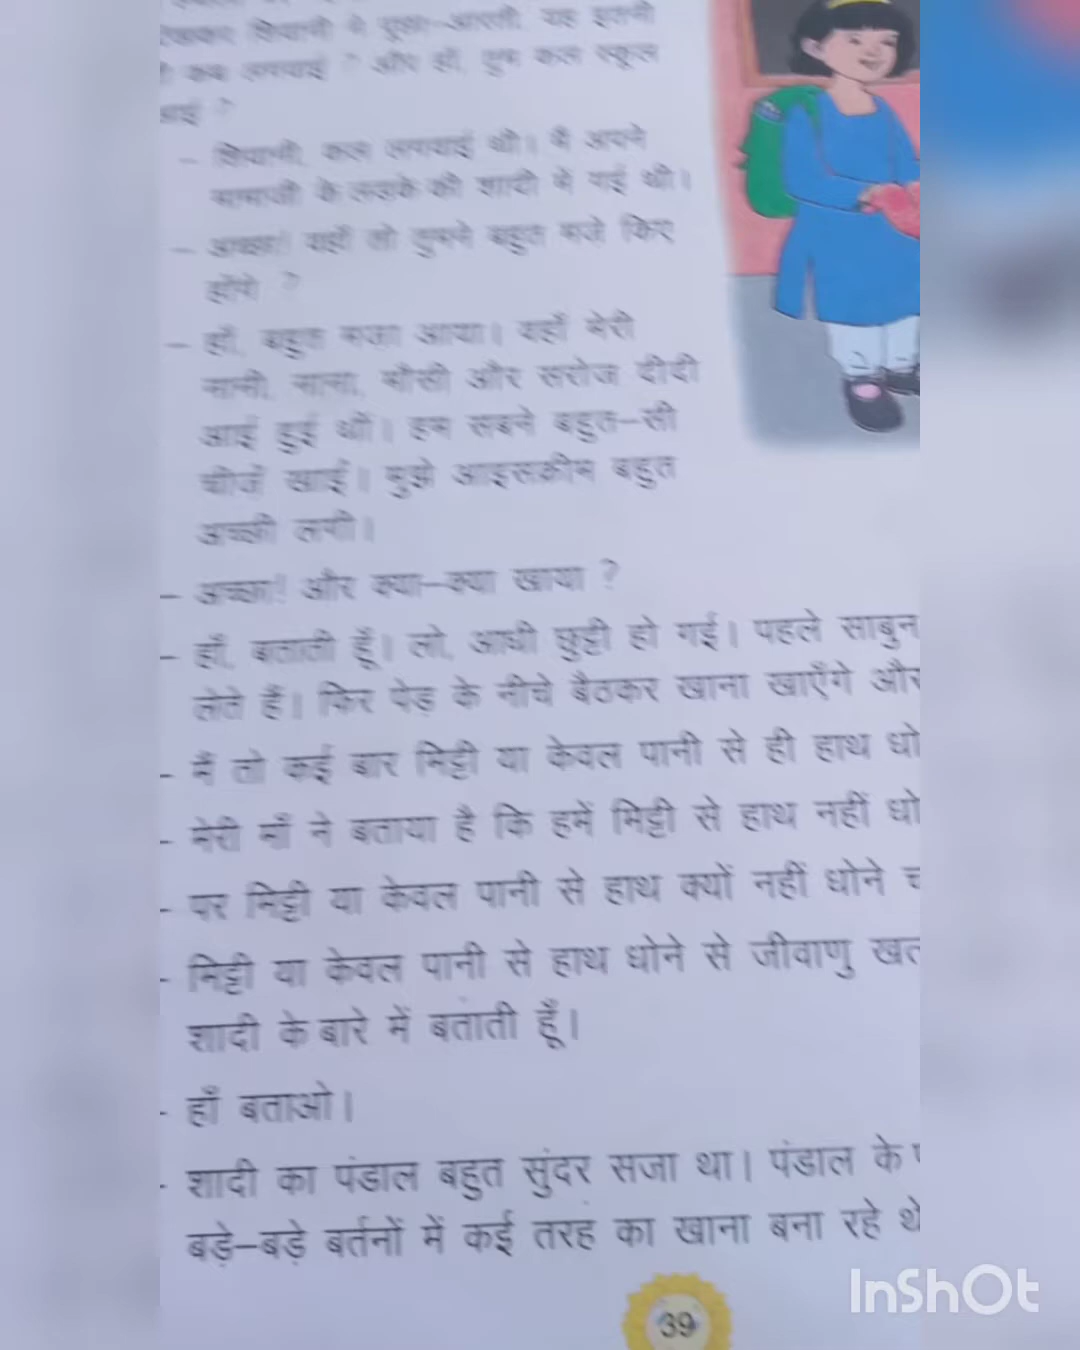 देखकर शिवानी ने पूछा–आरती, यह इतनी
कब लगवाई ? और हाँ, तुम कल स्कूल
आई ?
– शिवानी, कल लगवाई थी। मैं अपने
मामाजी के लड़के की शादी में गई थी।
– अच्छा! वहाँ तो तुमने बहुत मजे किए
होंगे ?
– हाँ, बहुत मजा आया। वहाँ मेरी
नानी, नाना, मौसी और सरोज दीदी
आई हुई थीं। हम सबने बहुत–सी
चीजें खाईं। मुझे आइसक्रीम बहुत
अच्छी लगी।
– अच्छा! और क्या–क्या खाया ?
– हाँ, बताती हूँ। लो, आधी छुट्टी हो गई। पहले साबुन
लेते हैं। फिर पेड़ के नीचे बैठकर खाना खाएँगे और
- मैं तो कई बार मिट्टी या केवल पानी से ही हाथ धो
- मेरी माँ ने बताया है कि हमें मिट्टी से हाथ नहीं धो
- पर मिट्टी या केवल पानी से हाथ क्यों नहीं धोने च
- मिट्टी या केवल पानी से हाथ धोने से जीवाणु खत
शादी के बारे में बताती हूँ।
- हाँ बताओ।
- शादी का पंडाल बहुत सुंदर सजा था। पंडाल के
बड़े–बड़े बर्तनों में कई तरह का खाना बना रहे थे
39
InShOt